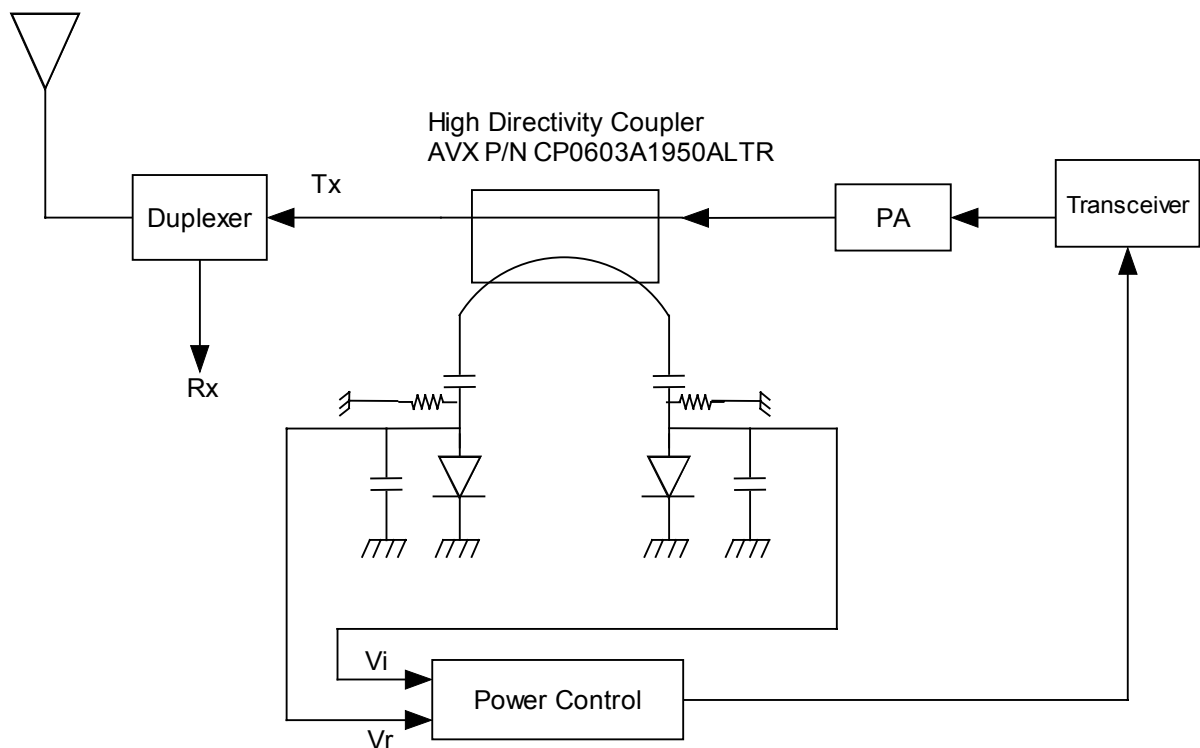 High Directivity Coupler
AVX P/N CP0603A1950ALTR
Tx
Duplexer
PA
Transceiver
Rx
Vi
Power Control
Vr